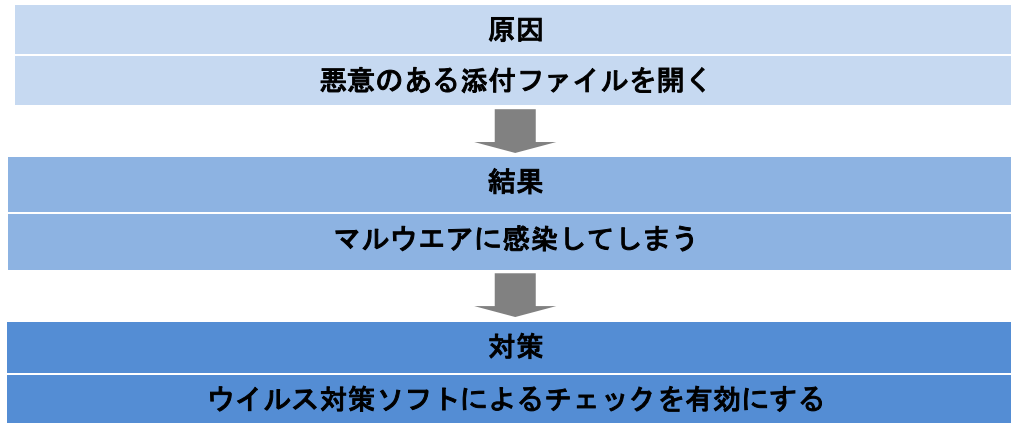 原因
悪意のある添付ファイルを開く
結果
マルウエアに感染してしまう
対策
ウイルス対策ソフトによるチェックを有効にする